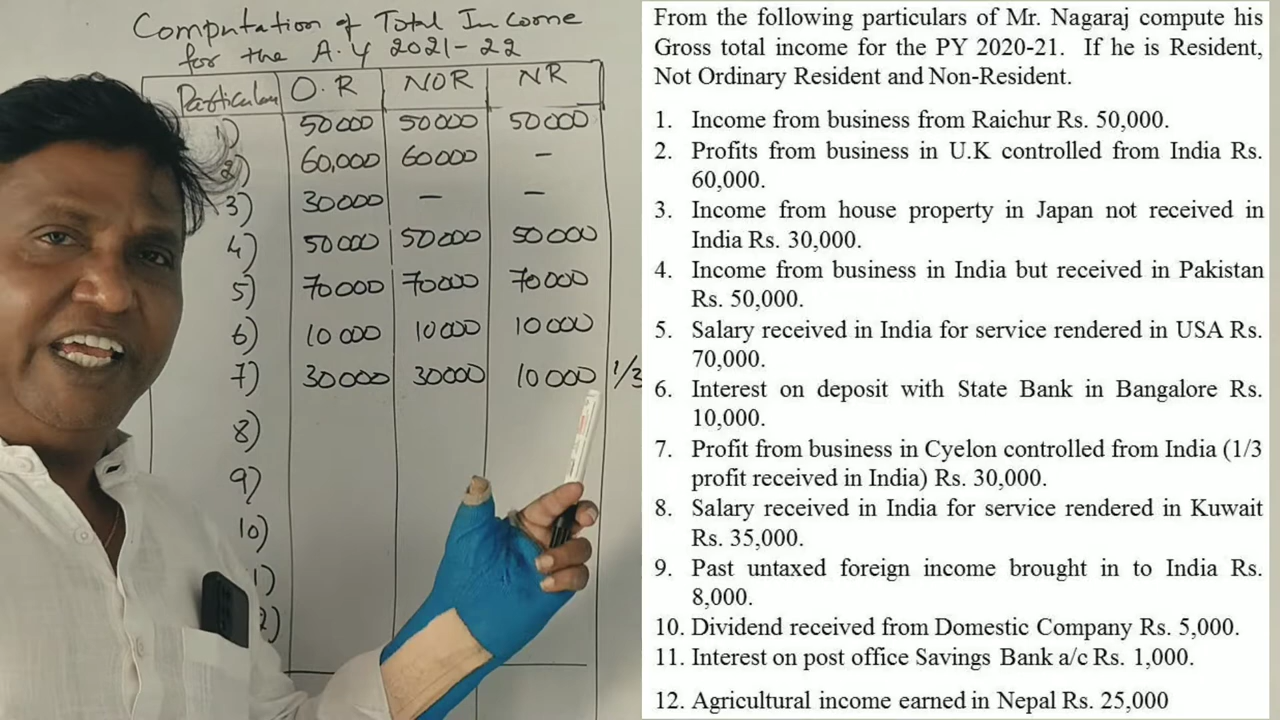 Computation of Total Income
for the A.Y 2021-22
Particulars O.R NOR NR
1) 50000 50000 50000
2) 60,000 60000 -
3) 30000 - -
4) 50000 50000 50000
5) 70000 70000 70000
6) 10000 10000 10000
7) 30000 30000 10000 1/3
8)
9)
10)
1)
2)
From the following particulars of Mr. Nagaraj compute his
Gross total income for the PY 2020-21. If he is Resident,
Not Ordinary Resident and Non-Resident.
1. Income from business from Raichur Rs. 50,000.
2. Profits from business in U.K controlled from India Rs.
60,000.
3. Income from house property in Japan not received in
India Rs. 30,000.
4. Income from business in India but received in Pakistan
Rs. 50,000.
5. Salary received in India for service rendered in USA Rs.
70,000.
6. Interest on deposit with State Bank in Bangalore Rs.
10,000.
7. Profit from business in Cyelon controlled from India (1/3
profit received in India) Rs. 30,000.
8. Salary received in India for service rendered in Kuwait
Rs. 35,000.
9. Past untaxed foreign income brought in to India Rs.
8,000.
10. Dividend received from Domestic Company Rs. 5,000.
11. Interest on post office Savings Bank a/c Rs. 1,000.
12. Agricultural income earned in Nepal Rs. 25,000